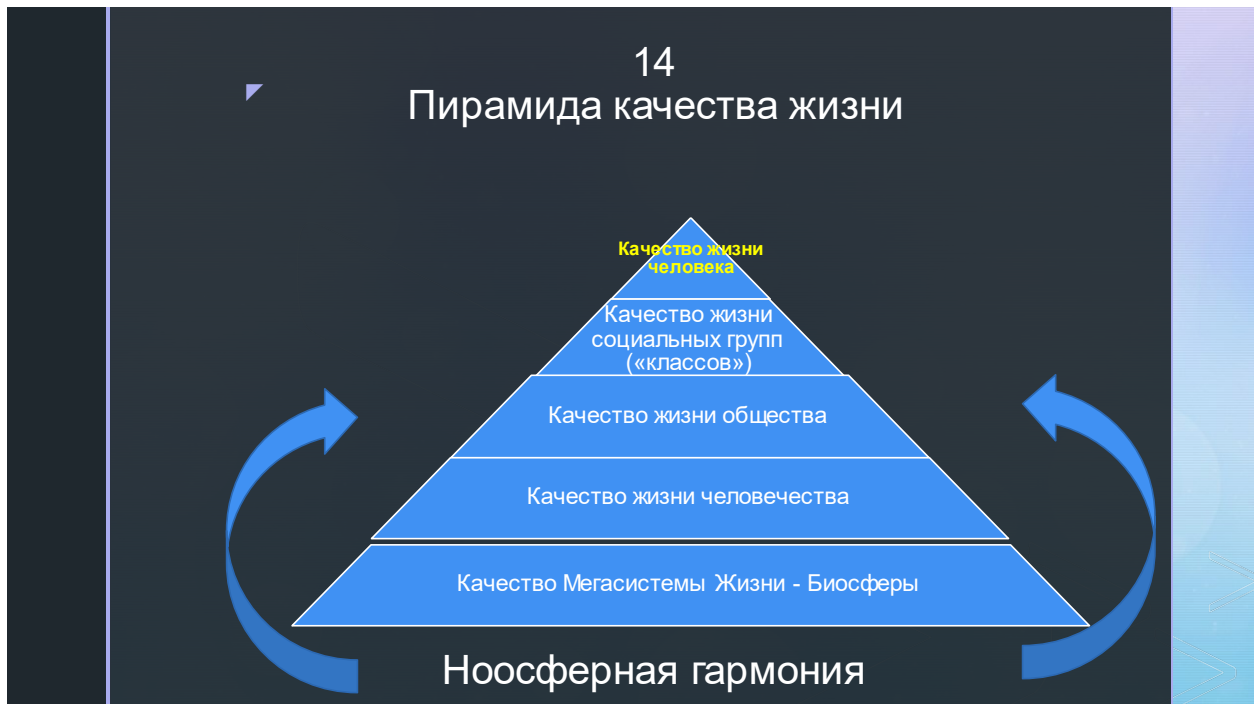 14
Пирамида качества жизни
Качество жизни
человека
Качество жизни
социальных групп
(«классов»)
Качество жизни общества
Качество жизни человечества
Качество Мегасистемы Жизни - Биосферы
Ноосферная гармония